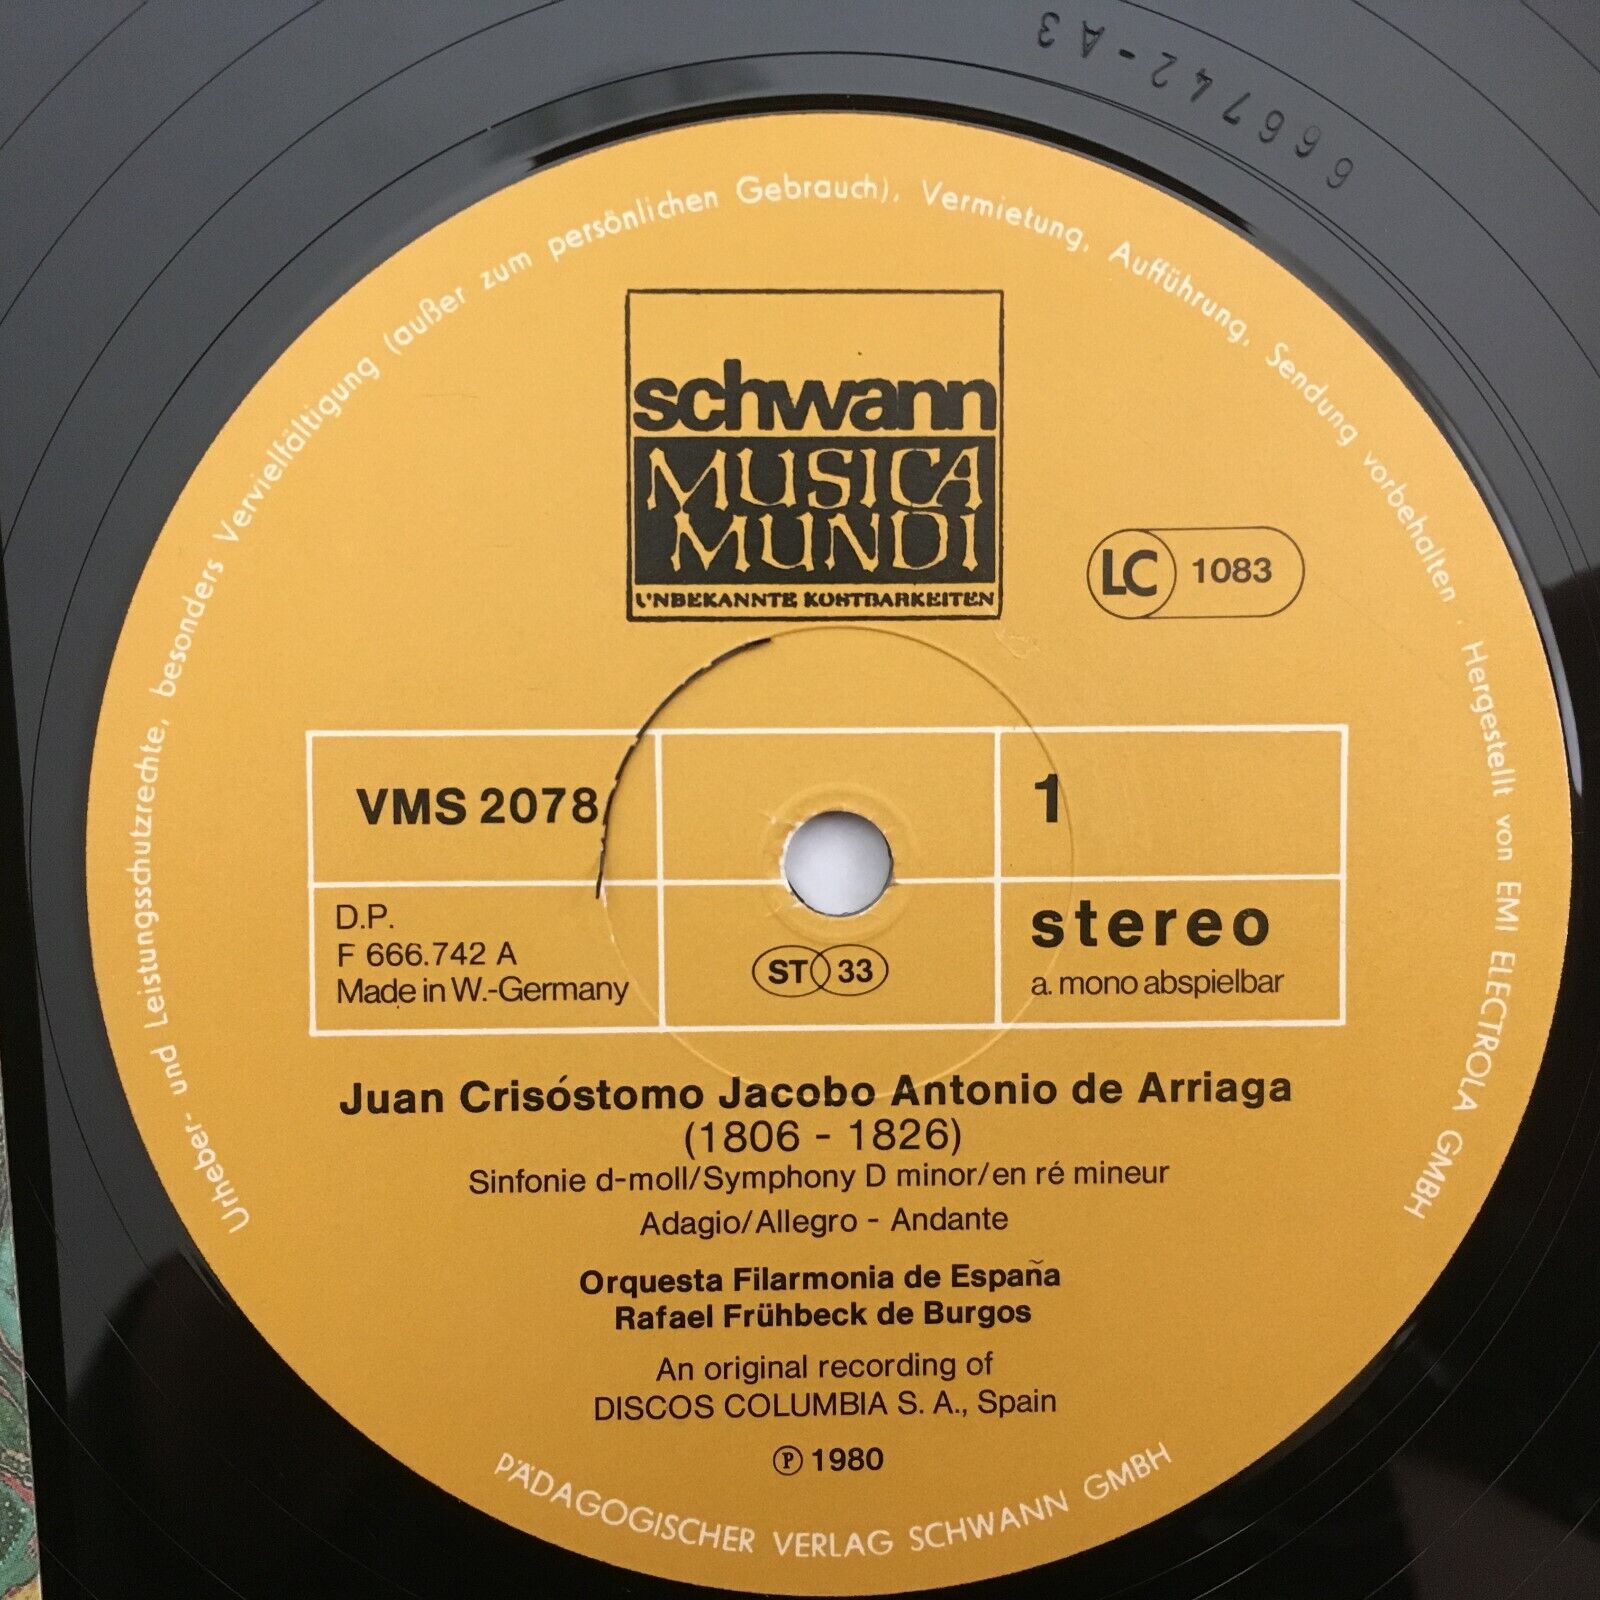 666742-A3
Urheber- und Leistungsschutzrechte, besonders Vervielfältigung (außer zum persönlichen Gebrauch), Vermietung, Aufführung, Sendung vorbehalten. Hergestellt von EMI ELECTROLA GMBH
schwann
MUSICA
MUNDI
UNBEKANNTE KOSTBARKEITEN
LC 1083
VMS 2078
1
D.P.
F 666.742 A
Made in W.-Germany
ST 33
stereo
a. mono abspielbar
Juan Crisóstomo Jacobo Antonio de Arriaga
(1806 - 1826)
Sinfonie d-moll/Symphony D minor/en ré mineur
Adagio/Allegro - Andante
Orquesta Filarmonia de España
Rafael Frühbeck de Burgos
An original recording of
DISCOS COLUMBIA S. A., Spain
℗ 1980
PÄDAGOGISCHER VERLAG SCHWANN GMBH